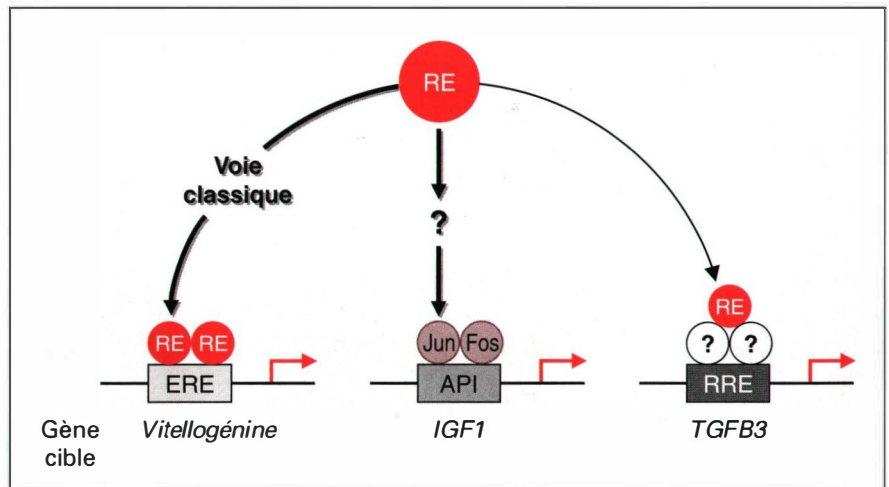 RE
Voie
classique
?
RE
RE RE
Jun Fos
? ?
ERE
API
RRE
Gène Vitellogénine IGF1 TGFB3
cible